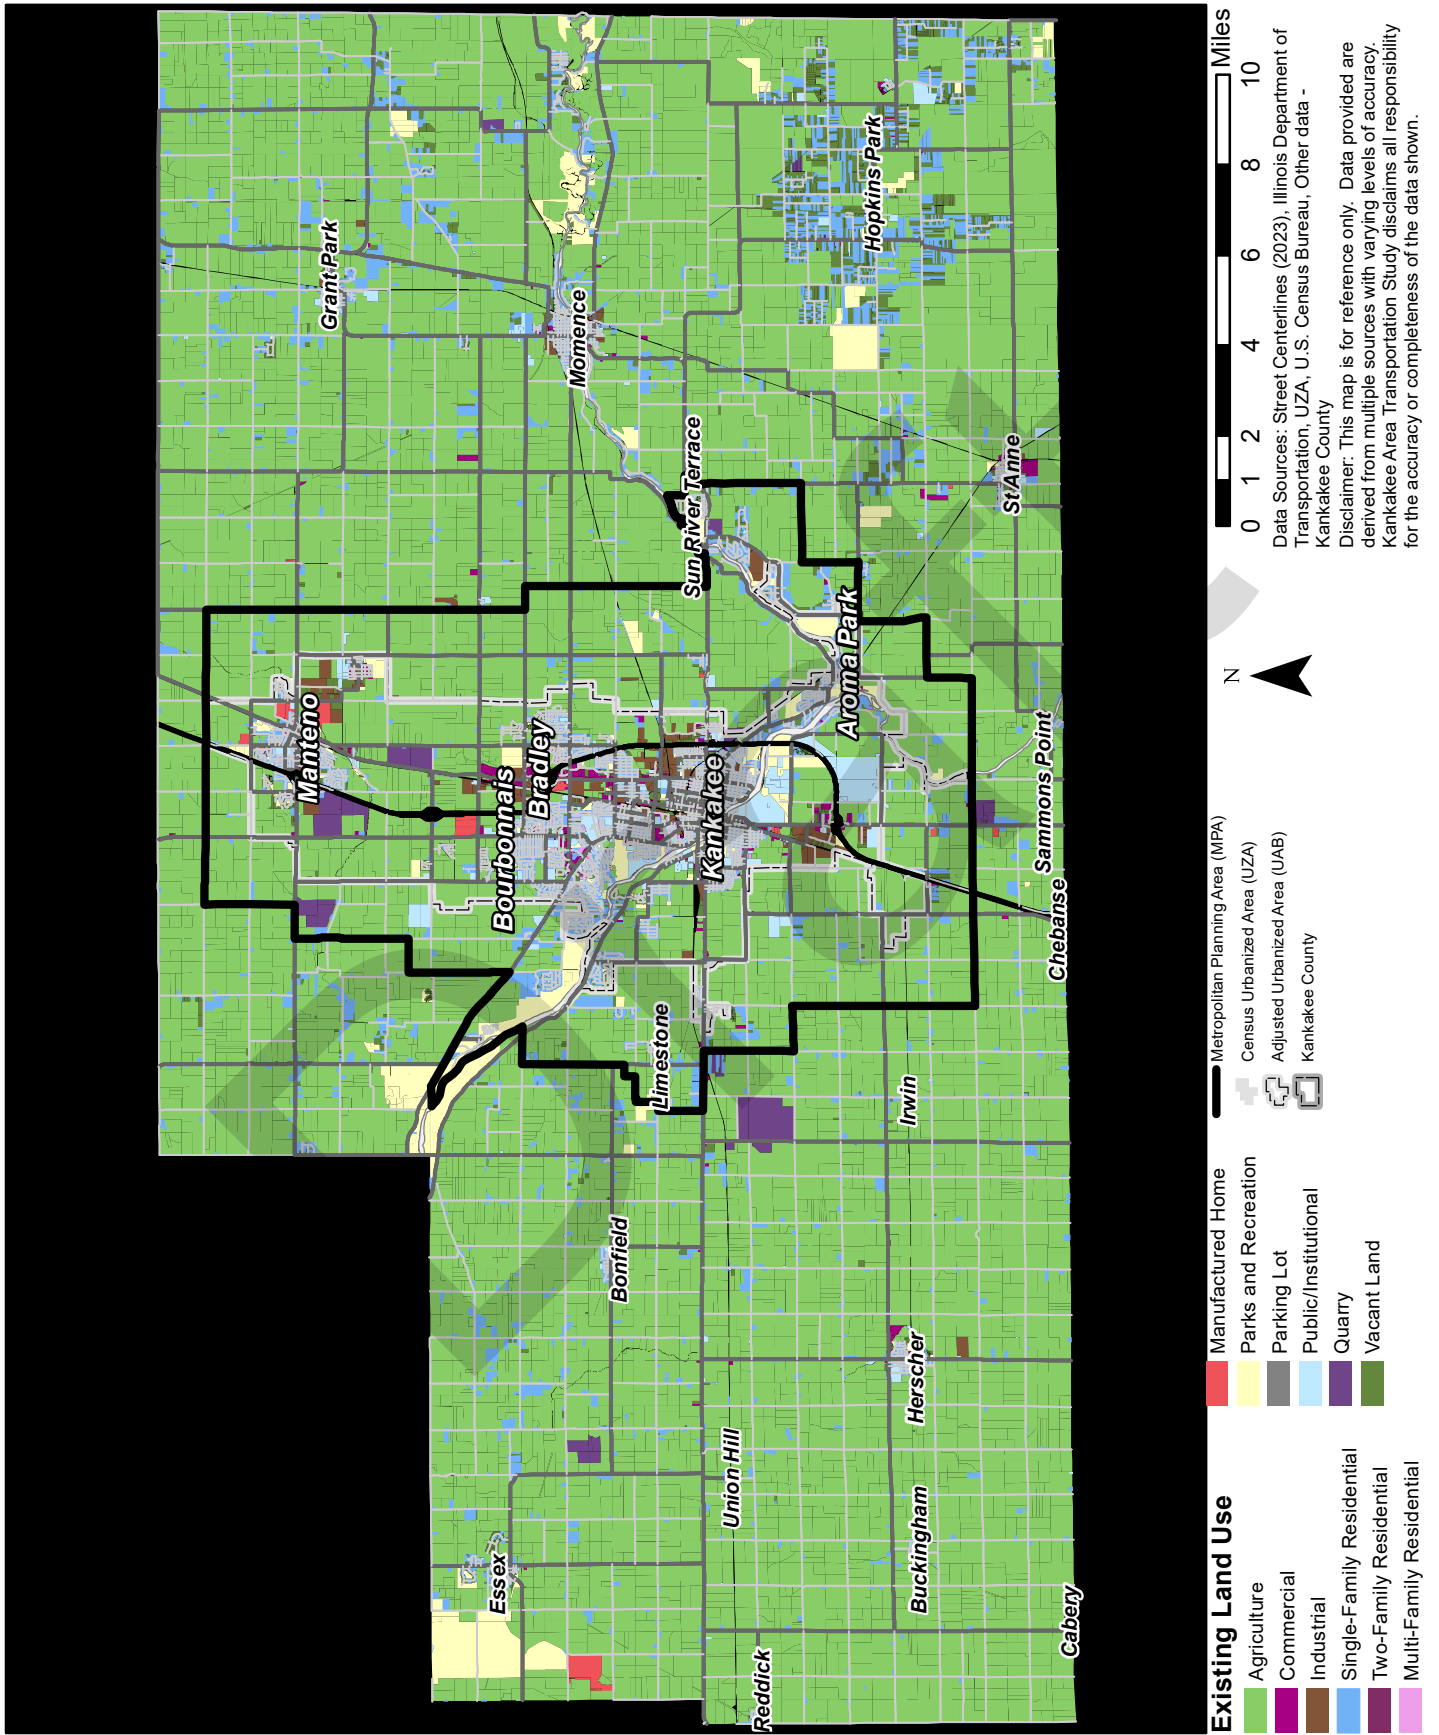 Grant Park
Momence
Hopkins Park
Sun River Terrace
St Anne
Manteno
Bradley
Bourbonnais
Kankakee
Aroma Park
Sammons Point
Chebanse
Limestone
Irwin
Bonfield
Herscher
Union Hill
Buckingham
Essex
Cabery
Reddick
Existing Land Use
Agriculture
Commercial
Industrial
Single-Family Residential
Two-Family Residential
Multi-Family Residential
Manufactured Home
Parks and Recreation
Parking Lot
Public/Institutional
Quarry
Vacant Land
Metropolitan Planning Area (MPA)
Census Urbanized Area (UZA)
Adjusted Urbanized Area (UAB)
Kankakee County
N
0 1 2 4 6 8 10 Miles
Data Sources: Street Centerlines (2023), Illinois Department of
Transportation, UZA, U.S. Census Bureau, Other data -
Kankakee County
Disclaimer: This map is for reference only. Data provided are
derived from multiple sources with varying levels of accuracy.
Kankakee Area Transportation Study disclaims all responsibility
for the accuracy or completeness of the data shown.